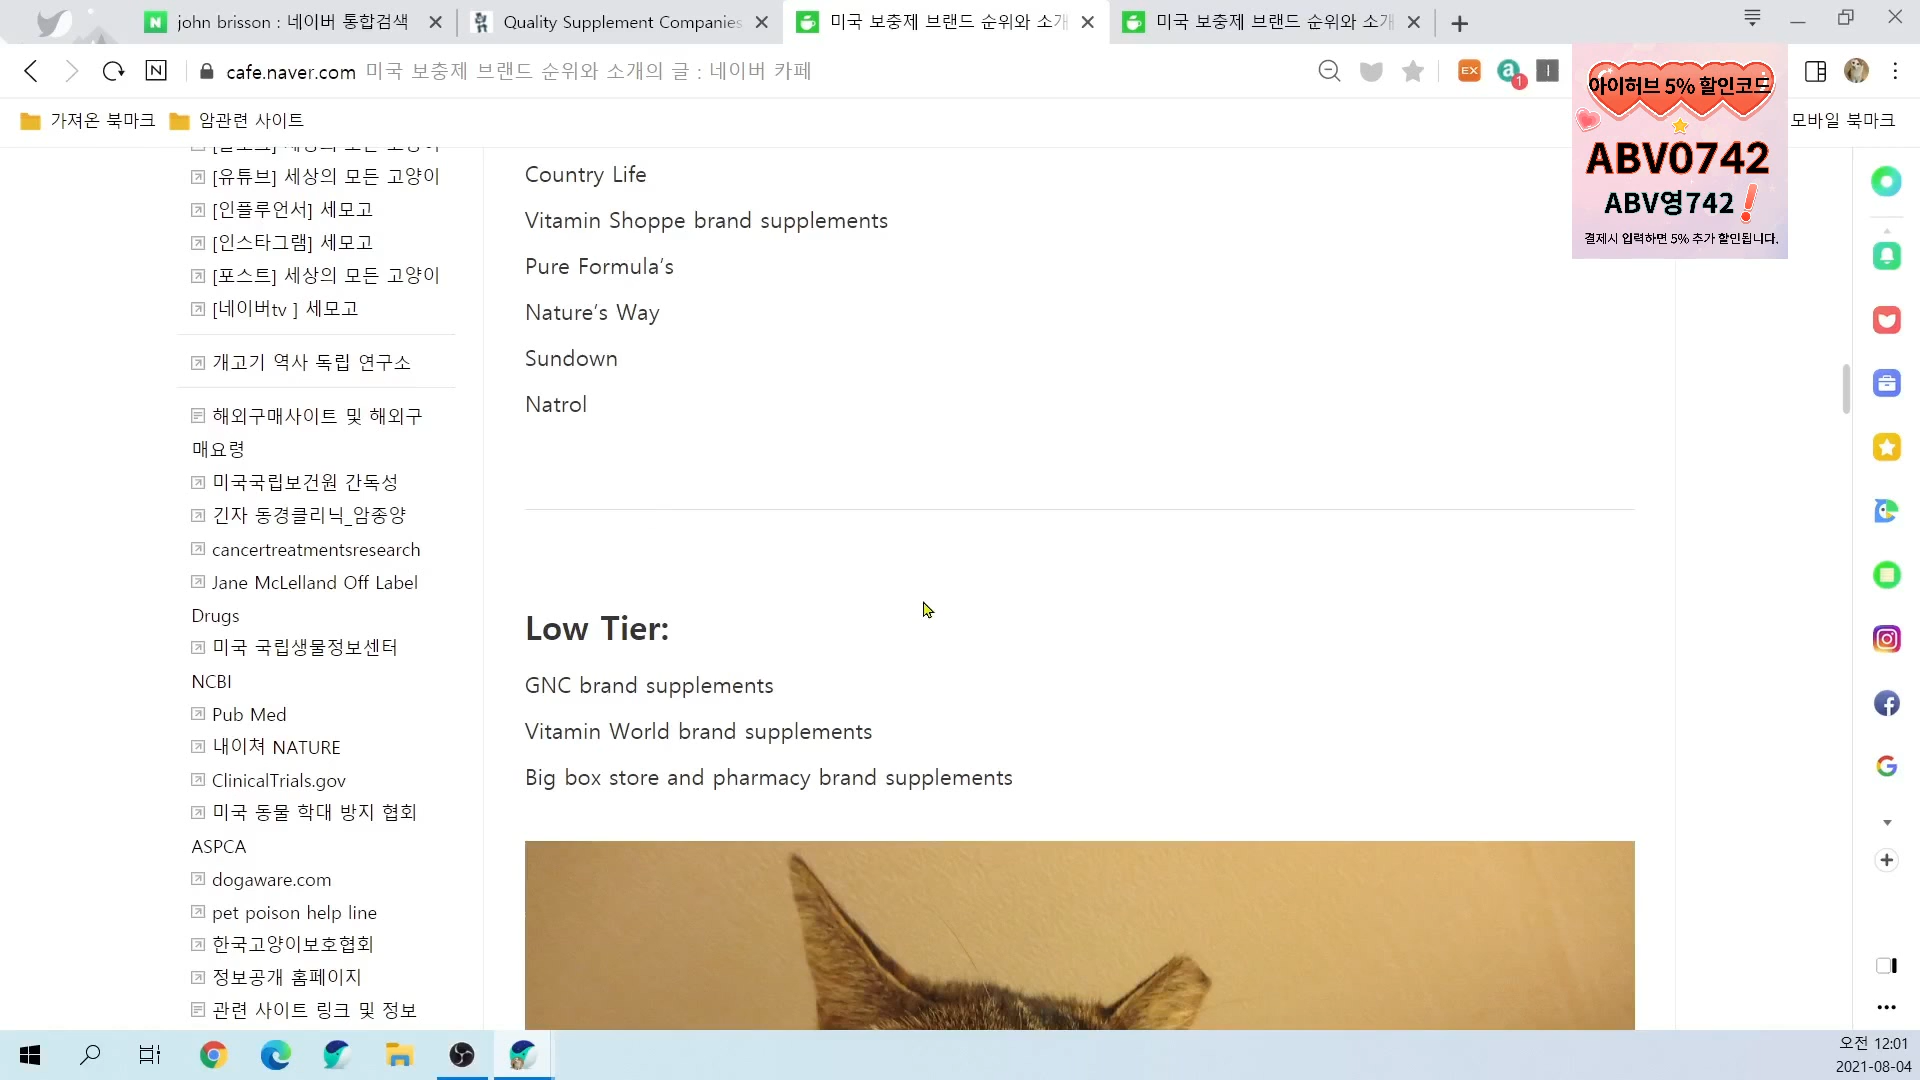 john brisson : 네이버 통합검색
Quality Supplement Companies
미국 보충제 브랜드 순위와 소개
미국 보충제 브랜드 순위와 소개
cafe.naver.com 미국 보충제 브랜드 순위와 소개의 글 : 네이버 카페
EX
1
가져온 북마크
암관련 사이트
모바일 북마크
아이허브 5% 할인코드
ABV0742
ABV영742
결제시 입력하면 5% 추가 할인됩니다.
[유튜브] 세상의 모든 고양이
[인플루언서] 세모고
[인스타그램] 세모고
[포스트] 세상의 모든 고양이
[네이버tv ] 세모고
개고기 역사 독립 연구소
해외구매사이트 및 해외구
매요령
미국국립보건원 간독성
긴자 동경클리닉_암종양
cancertreatmentsresearch
Jane McLelland Off Label
Drugs
미국 국립생물정보센터
NCBI
Pub Med
내이쳐 NATURE
ClinicalTrials.gov
미국 동물 학대 방지 협회
ASPCA
dogaware.com
pet poison help line
한국고양이보호협회
정보공개 홈페이지
관련 사이트 링크 및 정보
Country Life
Vitamin Shoppe brand supplements
Pure Formula’s
Nature’s Way
Sundown
Natrol
Low Tier:
GNC brand supplements
Vitamin World brand supplements
Big box store and pharmacy brand supplements
오전 12:01
2021-08-04